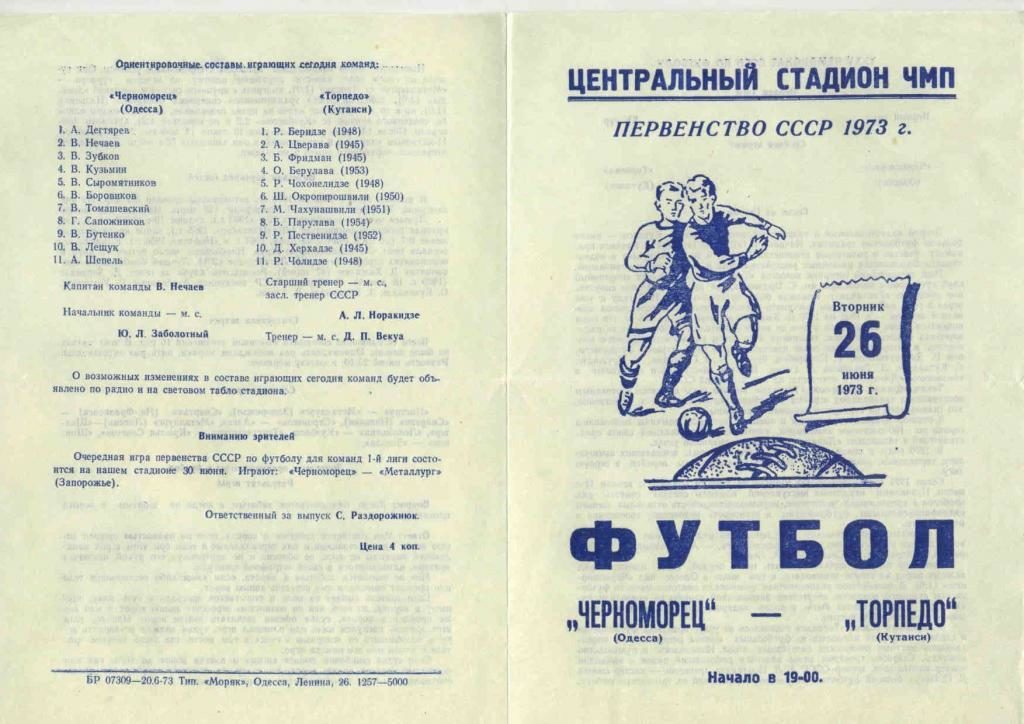 Ориентировочные составы играющих сегодня команд:
«Черноморец»
(Одесса)
1. А. Дегтярев
2. В. Нечаев
3. В. Зубков
4. В. Кузьмин
5. В. Сыромятников
6. В. Боровиков
7. В. Томашевский
8. Г. Сапожников
9. В. Бутенко
10. В. Лещук
11. А. Шепель
Капитан команды В. Нечаев
Начальник команды — м. с.
Ю. Л. Заболотный
«Торпедо»
(Кутаиси)
1. Р. Беридзе (1948)
2. А. Цверава (1945)
3. Б. Фридман (1945)
4. О. Берулава (1953)
5. Р. Чохонелидзе (1948)
6. Ш. Окропирошвили (1950)
7. М. Чахунашвили (1951)
8. Б. Парулава (1954)
9. Р. Пественидзе (1952)
10. Д. Херхадзе (1945)
11. Р. Чолидзе (1948)
Старший тренер — м. с.,
засл. тренер СССР
А. Л. Норакидзе
Тренер — м. с. Д. П. Векуа
О возможных изменениях в составе играющих сегодня команд будет объ-
явлено по радио и на световом табло стадиона.
Вниманию зрителей
Очередная игра первенства СССР по футболу для команд 1-й лиги состо-
ится на нашем стадионе 30 июня. Играют: «Черноморец» — «Металлург»
(Запорожье).
Ответственный за выпуск С. Раздорожнюк.
Цена 4 коп.
БР 07309—20.6-73 Тип. «Моряк», Одесса, Ленина, 26. 1257—5000
ЦЕНТРАЛЬНЫЙ СТАДИОН ЧМП
ПЕРВЕНСТВО СССР 1973 г.
Вторник
26
июня
1973 г.
ФУТБОЛ
„ЧЕРНОМОРЕЦ“ — „ТОРПЕДО“
(Одесса) (Кутаиси)
Начало в 19-00.